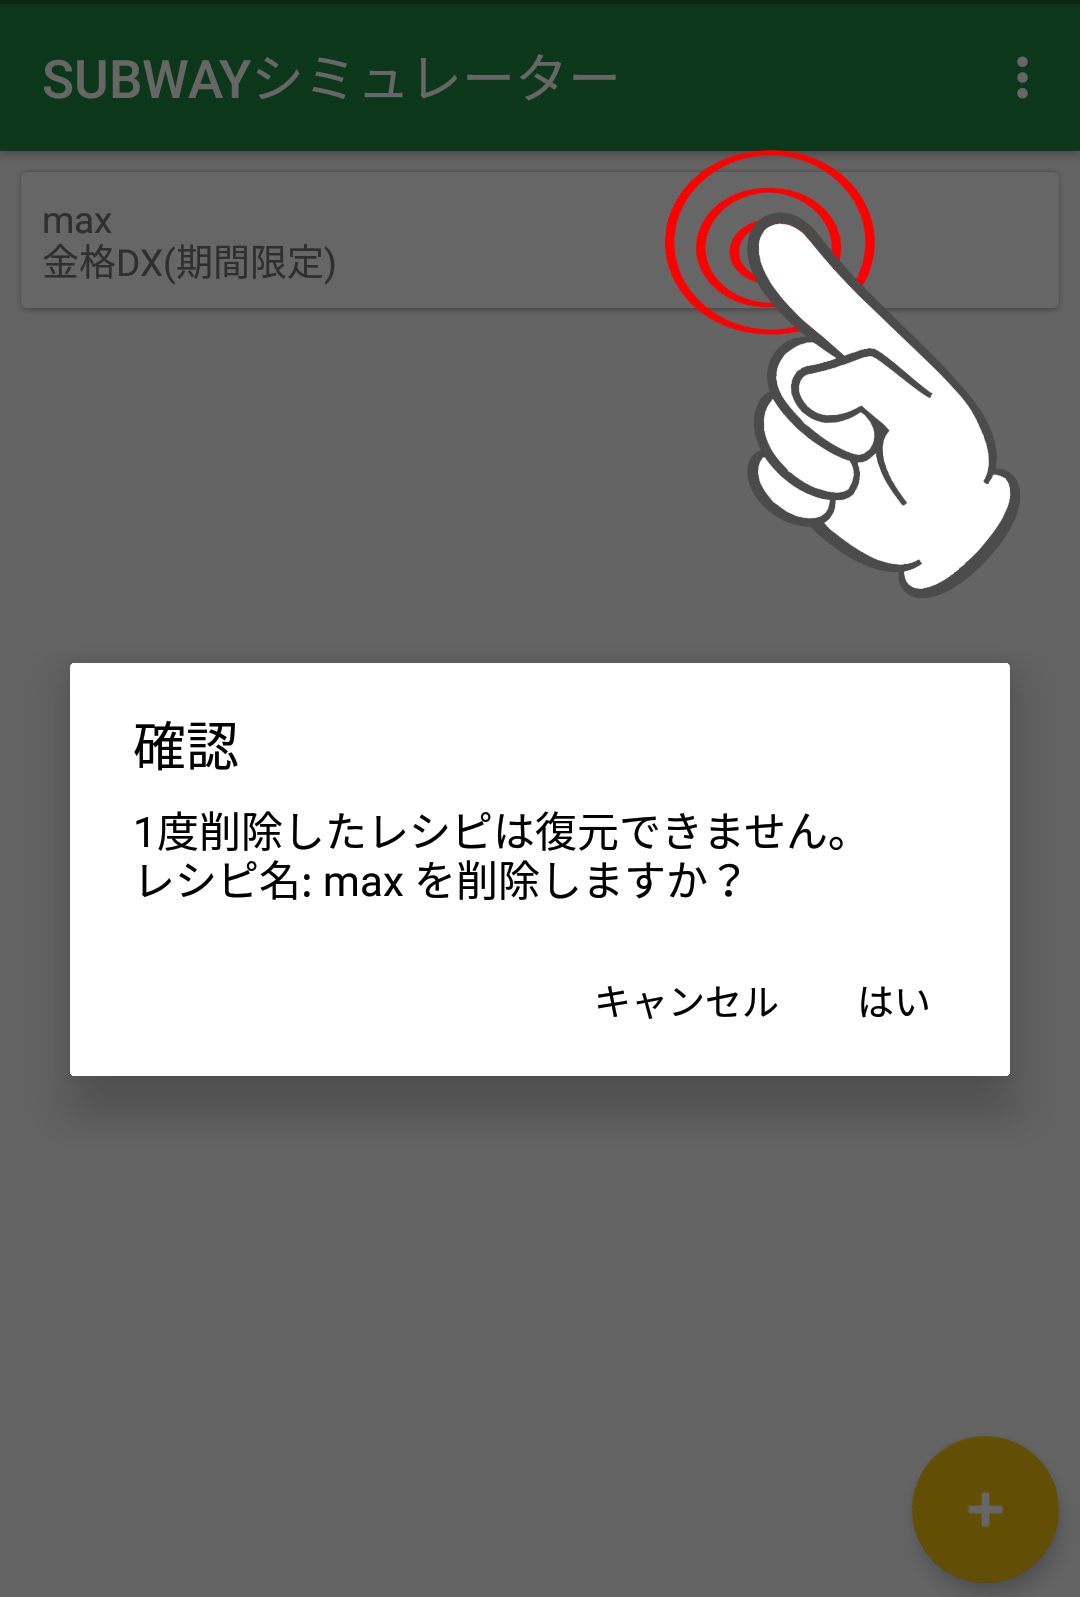 SUBWAYシミュレーター
max
金格DX(期間限定)
確認
1度削除したレシピは復元できません。
レシピ名: max を削除しますか？
キャンセル はい